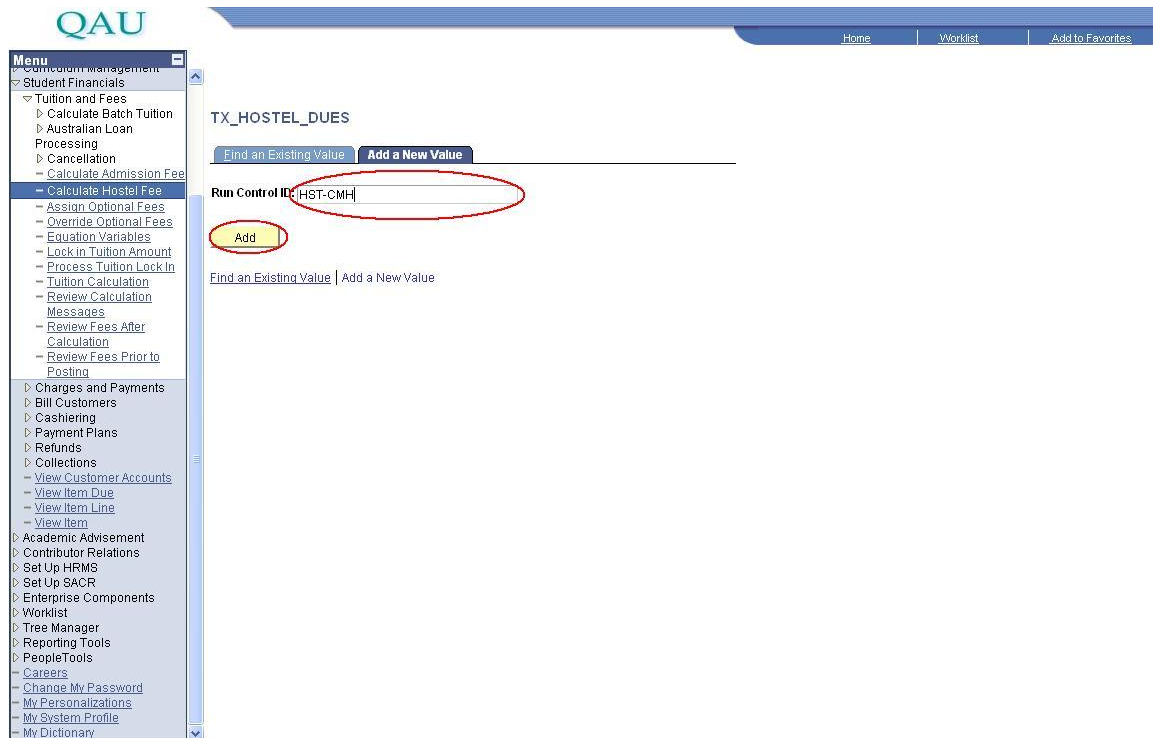 QAU
Home
Worklist
Add to Favorites
Menu
Curriculum Management
Student Financials
Tuition and Fees
Calculate Batch Tuition
Australian Loan
Processing
Cancellation
Calculate Admission Fee
Calculate Hostel Fee
Assign Optional Fees
Override Optional Fees
Equation Variables
Lock in Tuition Amount
Process Tuition Lock In
Tuition Calculation
Review Calculation
Messages
Review Fees After
Calculation
Review Fees Prior to
Posting
Charges and Payments
Bill Customers
Cashiering
Payment Plans
Refunds
Collections
View Customer Accounts
View Item Due
View Item Line
View Item
Academic Advisement
Contributor Relations
Set Up HRMS
Set Up SACR
Enterprise Components
Worklist
Tree Manager
Reporting Tools
PeopleTools
Careers
Change My Password
My Personalizations
My System Profile
My Dictionary
TX_HOSTEL_DUES
Find an Existing Value
Add a New Value
Run Control ID: HST-CMH
Add
Find an Existing Value | Add a New Value